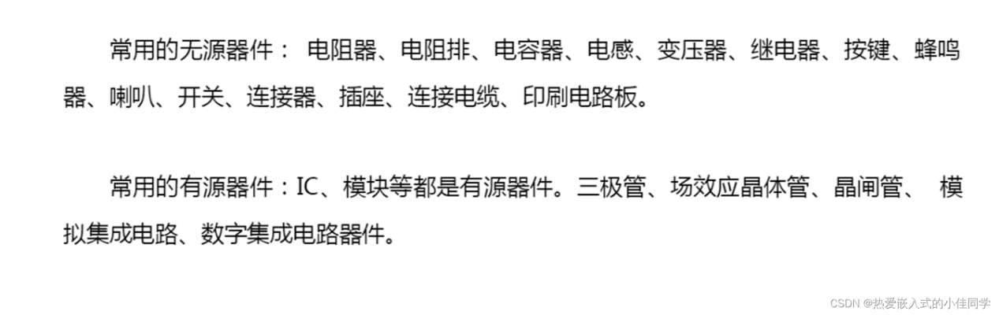 常用的无源器件： 电阻器、电阻排、电容器、电感、变压器、继电器、按键、蜂鸣
器、喇叭、开关、连接器、插座、连接电缆、印刷电路板。
常用的有源器件：IC、模块等都是有源器件。三极管、场效应晶体管、晶闸管、 模
拟集成电路、数字集成电路器件。
CSDN @热爱嵌入式的小佳同学